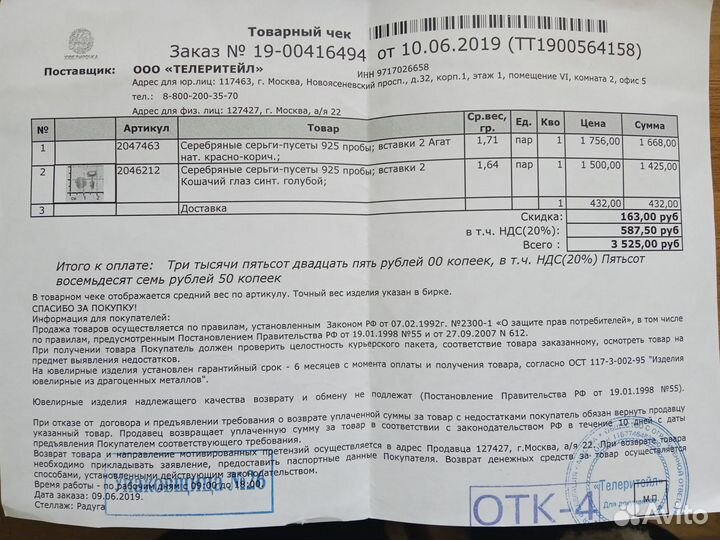 Товарный чек
Заказ № 19-00416494 от 10.06.2019 (ТТ1900564158)
ЮВЕЛИРОЧКА
Поставщик: ООО «ТЕЛЕРИТЕЙЛ» ИНН 9717026658
Адрес для юр.лиц: 117463, г. Москва, Новоясеневский просп., д.32, корп.1, этаж 1, помещение VI, комната 2, офис 5
тел.: 8-800-200-35-70
Адрес для физ. лиц: 127427, г. Москва, а/я 22
№ Артикул Товар Ср.вес, гр. Ед. Кво Цена Сумма
1 2047463 Серебряные серьги-пусеты 925 пробы; вставки 2 Агат 1,71 пар 1 1 756,00 1 668,00
нат. красно-корич.;
2 2046212 Серебряные серьги-пусеты 925 пробы; вставки 2 1,64 пар 1 1 500,00 1 425,00
Кошачий глаз синт. голубой;
3 Доставка 1 432,00 432,00
Скидка: 163,00 руб
в т.ч. НДС(20%): 587,50 руб
Всего : 3 525,00 руб
Итого к оплате: Три тысячи пятьсот двадцать пять рублей 00 копеек, в т.ч. НДС(20%) Пятьсот
восемьдесят семь рублей 50 копеек
В товарном чеке отображается средний вес по артикулу. Точный вес изделия указан в бирке.
СПАСИБО ЗА ПОКУПКУ!
Информация для покупателей:
Продажа товаров осуществляется по правилам, установленным Законом РФ от 07.02.1992г. №2300-1 «О защите прав потребителей», в том числе
по правилам, предусмотренным Постановлением Правительства РФ от 19.01.1998 №55 и от 27.09.2007 N 612.
При получении товара Покупатель должен проверить целостность курьерского пакета, соответствие товара заказанному, осмотреть товар на
предмет выявления недостатков.
На ювелирные изделия установлен гарантийный срок - 6 месяцев с момента оплаты и получения товара, согласно ОСТ 117-3-002-95 "Изделия
ювелирные из драгоценных металлов".
Ювелирные изделия надлежащего качества возврату и обмену не подлежат (Постановление Правительства РФ от 19.01.1998 №55).
При отказе от договора и предъявлении требования о возврате уплаченной суммы за товар с недостатками покупатель обязан вернуть продавцу
указанный товар. Продавец возвращает уплаченную сумму за товар в соответствии с законодательством РФ в течение 10 дней с даты
предъявления Покупателем соответствующего требования.
Возврат товара и направление мотивированных претензий осуществляется в адрес Продавца 127427, г.Москва, а/я 22. При возврате товара
необходимо прикладывать заявление, предоставить паспортные данные Покупателя. Возврат денежных средств за товар осуществляется
способами, установленными действующим законодательством.
Время работы - по рабочим дням с 09:00 до 18:00
Дата заказа: 09.06.2019.
Стеллаж: Радуга
Упаковщица №26
ОТК-4
«Телеритейл»
М.П.
Avito